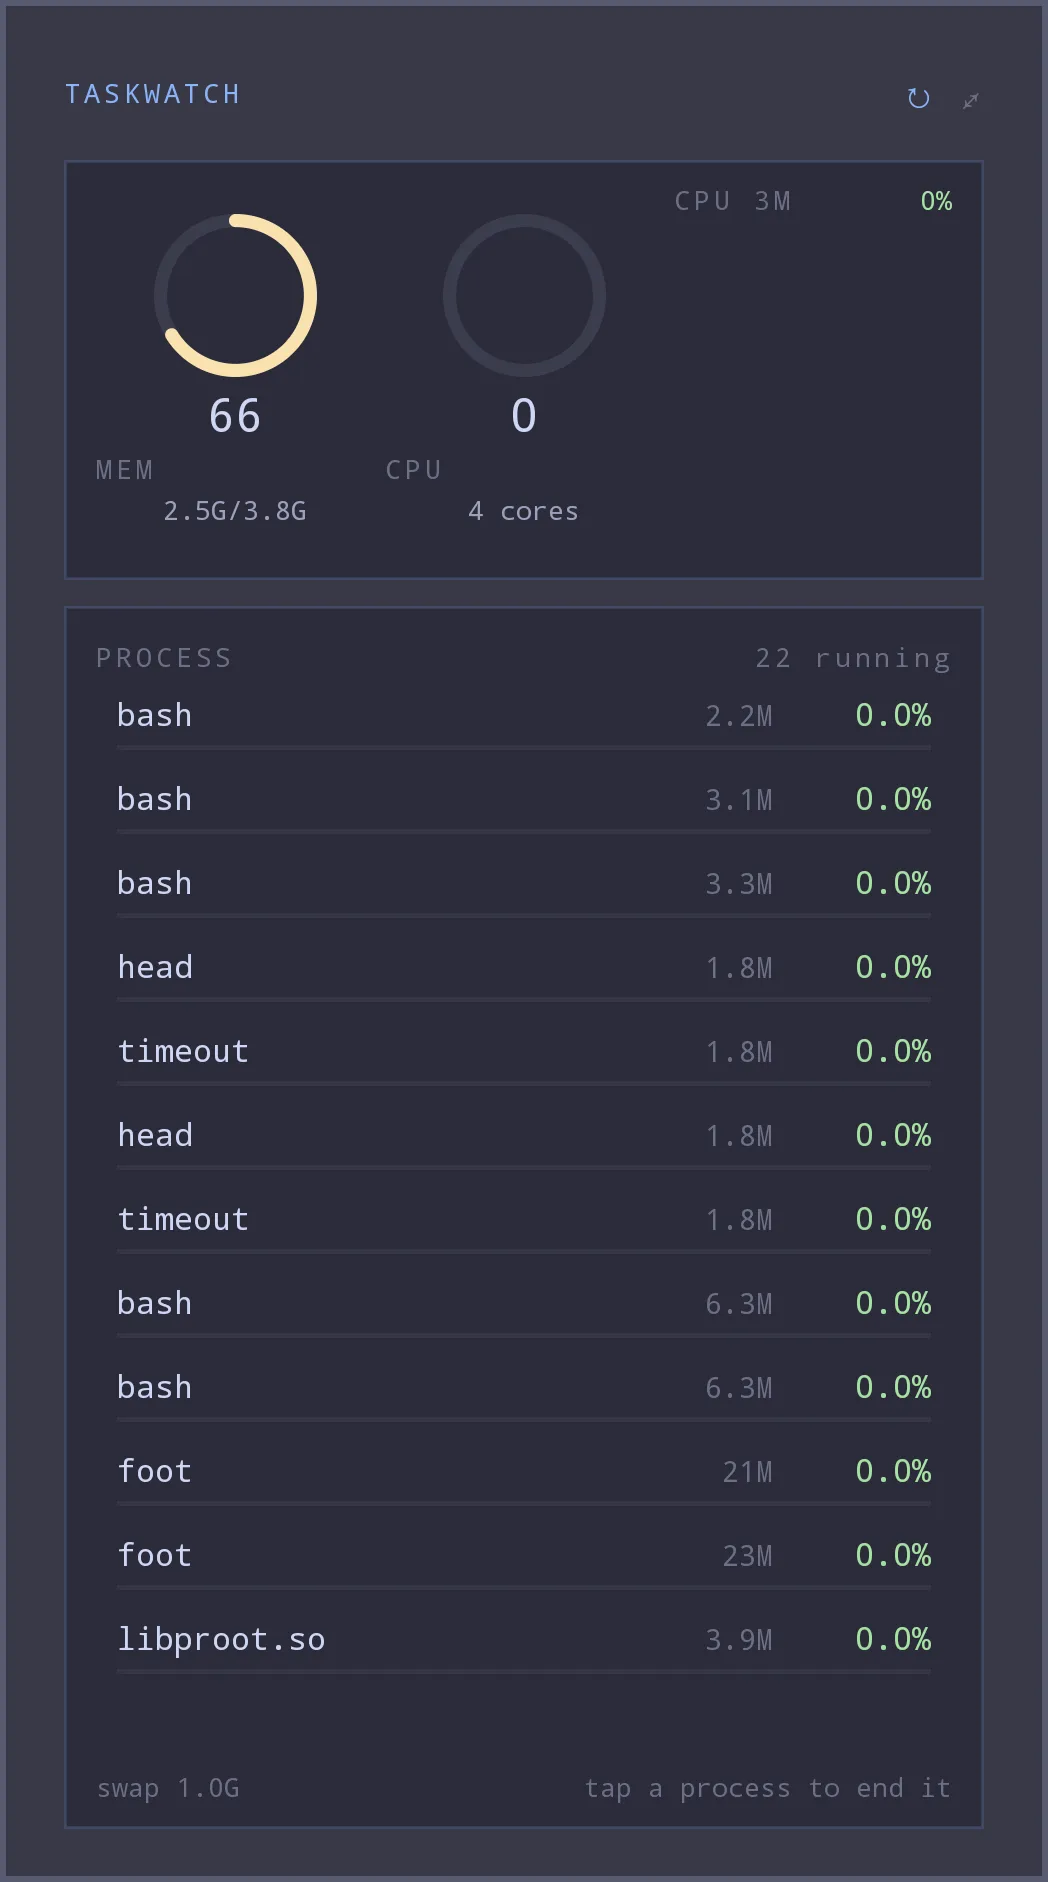 TASKWATCH
CPU 3M 0%
66 0
MEM CPU
2.5G/3.8G 4 cores
PROCESS 22 running
bash 2.2M 0.0%
bash 3.1M 0.0%
bash 3.3M 0.0%
head 1.8M 0.0%
timeout 1.8M 0.0%
head 1.8M 0.0%
timeout 1.8M 0.0%
bash 6.3M 0.0%
bash 6.3M 0.0%
foot 21M 0.0%
foot 23M 0.0%
libproot.so 3.9M 0.0%
swap 1.0G tap a process to end it